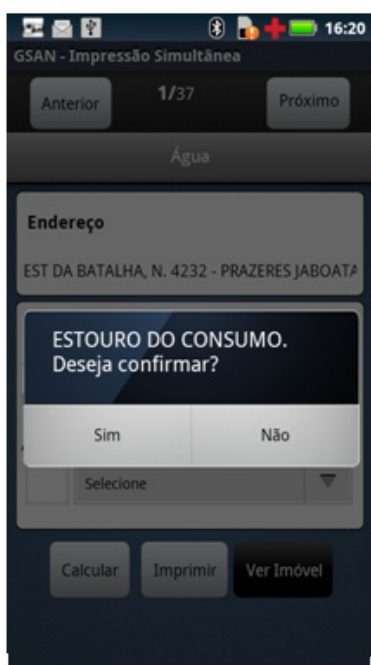 16:20
GSAN - Impressão Simultânea
Anterior
1/37
Próximo
Água
Endereço
EST DA BATALHA, N. 4232 - PRAZERES JABOATA
ESTOURO DO CONSUMO.
Deseja confirmar?
Sim
Não
Selecione
Calcular
Imprimir
Ver Imóvel